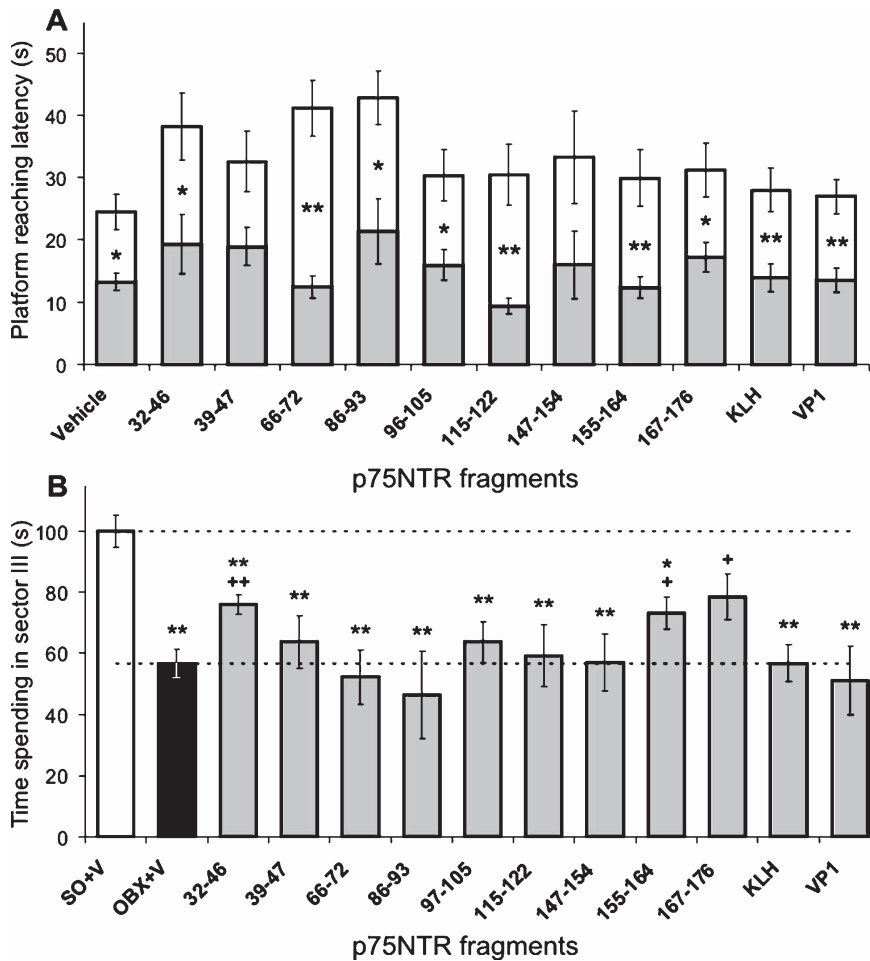 A
Platform reaching latency (s)
50
40
30
20
10
0
* * ** * * ** ** * ** **
Vehicle 32-46 39-47 66-72 86-93 96-105 115-122 147-154 155-164 167-176 KLH VP1
p75NTR fragments
B
Time spending in sector III (s)
100
80
60
40
20
0
** ** ** ** ** ** ** ** * + ** **
++ +
SO+V OBX+V 32-46 39-47 66-72 86-93 97-105 115-122 147-154 155-164 167-176 KLH VP1
p75NTR fragments